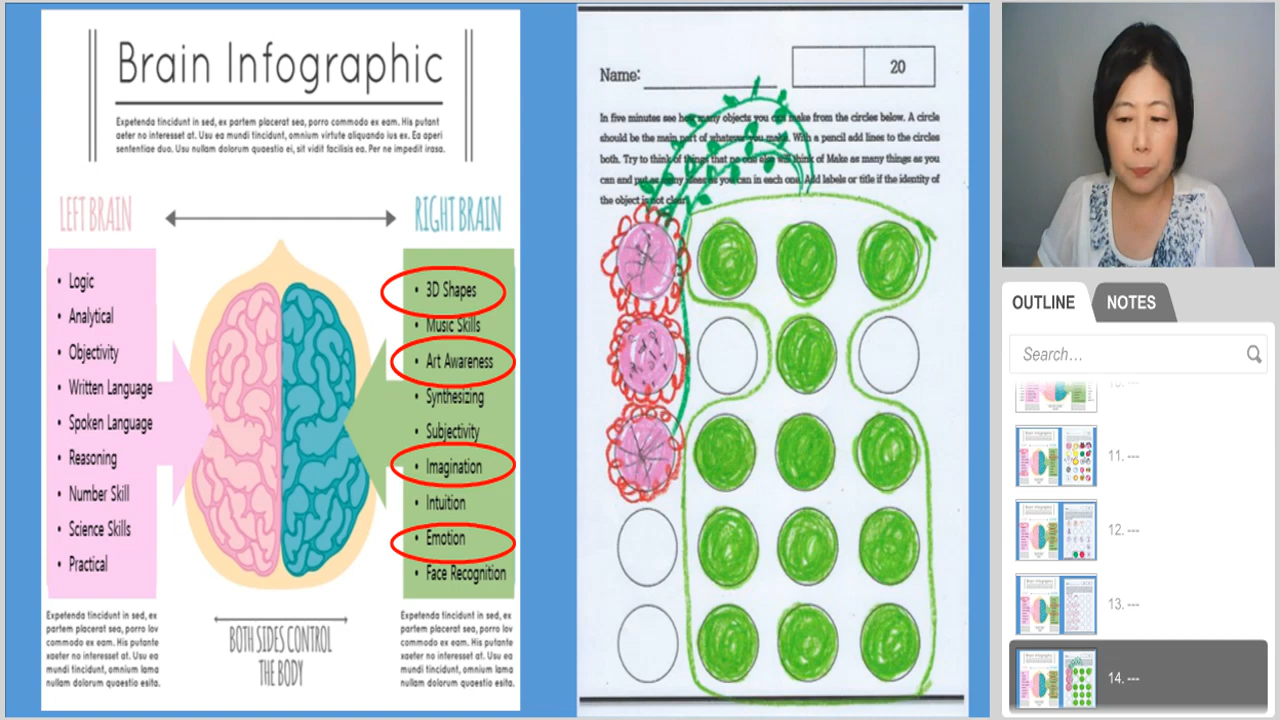 Brain Infographic
Expetenda tincidunt in sed, ex partem placerat sea, porro commodo ex eam. His putant
aeter no interesset at. Usu ea mundi tincidunt, omnium virtute aliquando ius ex. Ea aperi
sententiae duo. Usu nullam dolorum quaestio ei, sit vidit facilisis ea. Per ne impedit iraso.
LEFT BRAIN
RIGHT BRAIN
• Logic
• Analytical
• Objectivity
• Written Language
• Spoken Language
• Reasoning
• Number Skill
• Science Skills
• Practical
• 3D Shapes
• Music Skills
• Art Awareness
• Synthesizing
• Subjectivity
• Imagination
• Intuition
• Emotion
• Face Recognition
Expetenda tincidunt in sed, ex
partem placerat sea, porro lov
commodo ex eam. His putante
xaeter no interesset at. Usu ea
mundi tincidunt, omnium lama
nullam dolorum quaestio esita.
BOTH SIDES CONTROL
THE BODY
Expetenda tincidunt in sed, ex
partem placerat sea, porro lov
commodo ex eam. His putante
xaeter no interesset at. Usu ea
mundi tincidunt, omnium lama
nullam dolorum quaestio esita.
Name:
20
In five minutes see how many objects you can make from the circles below. A circle
should be the main part of whatever you make. With a pencil add lines to the circles
both. Try to think of things that no one else will think of Make as many things as you
can and put as many ideas as you can in each one. Add labels or title if the identity of
the object is not clear.
OUTLINE
NOTES
Search...
11. ---
12. ---
13. ---
14. ---